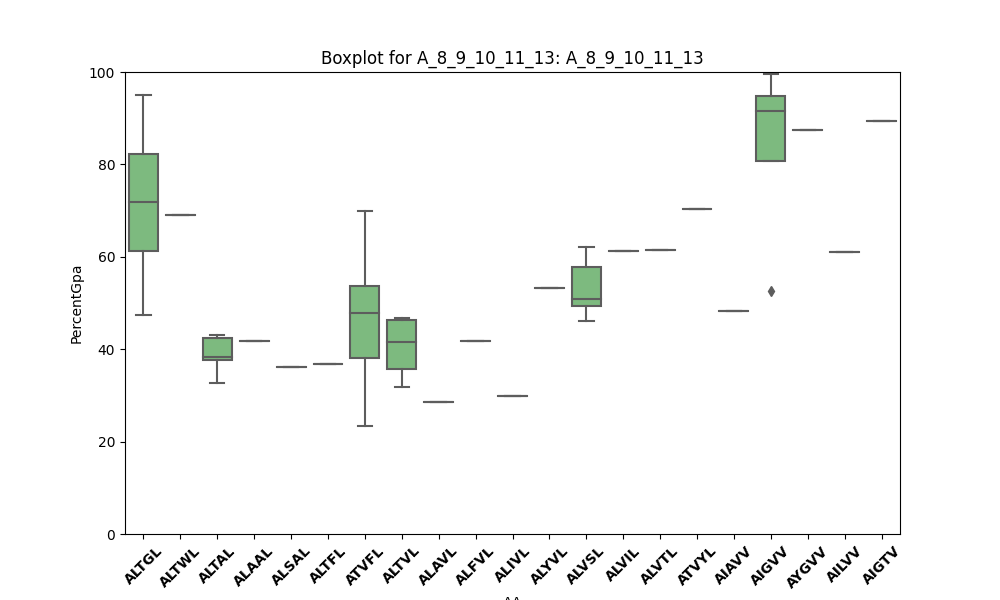 Boxplot for A_8_9_10_11_13: A_8_9_10_11_13
100
80
60
40
20
0
PercentGpa
ALTGL ALTWL ALTAL ALAAL ALSAL ALTFL ATVFL ALTVL ALAVL ALFVL ALIVL ALYVL ALVSL ALVIL ALVTL ATVYL AIAVV AIGVV AYGVV AILVV AIGTV
AA